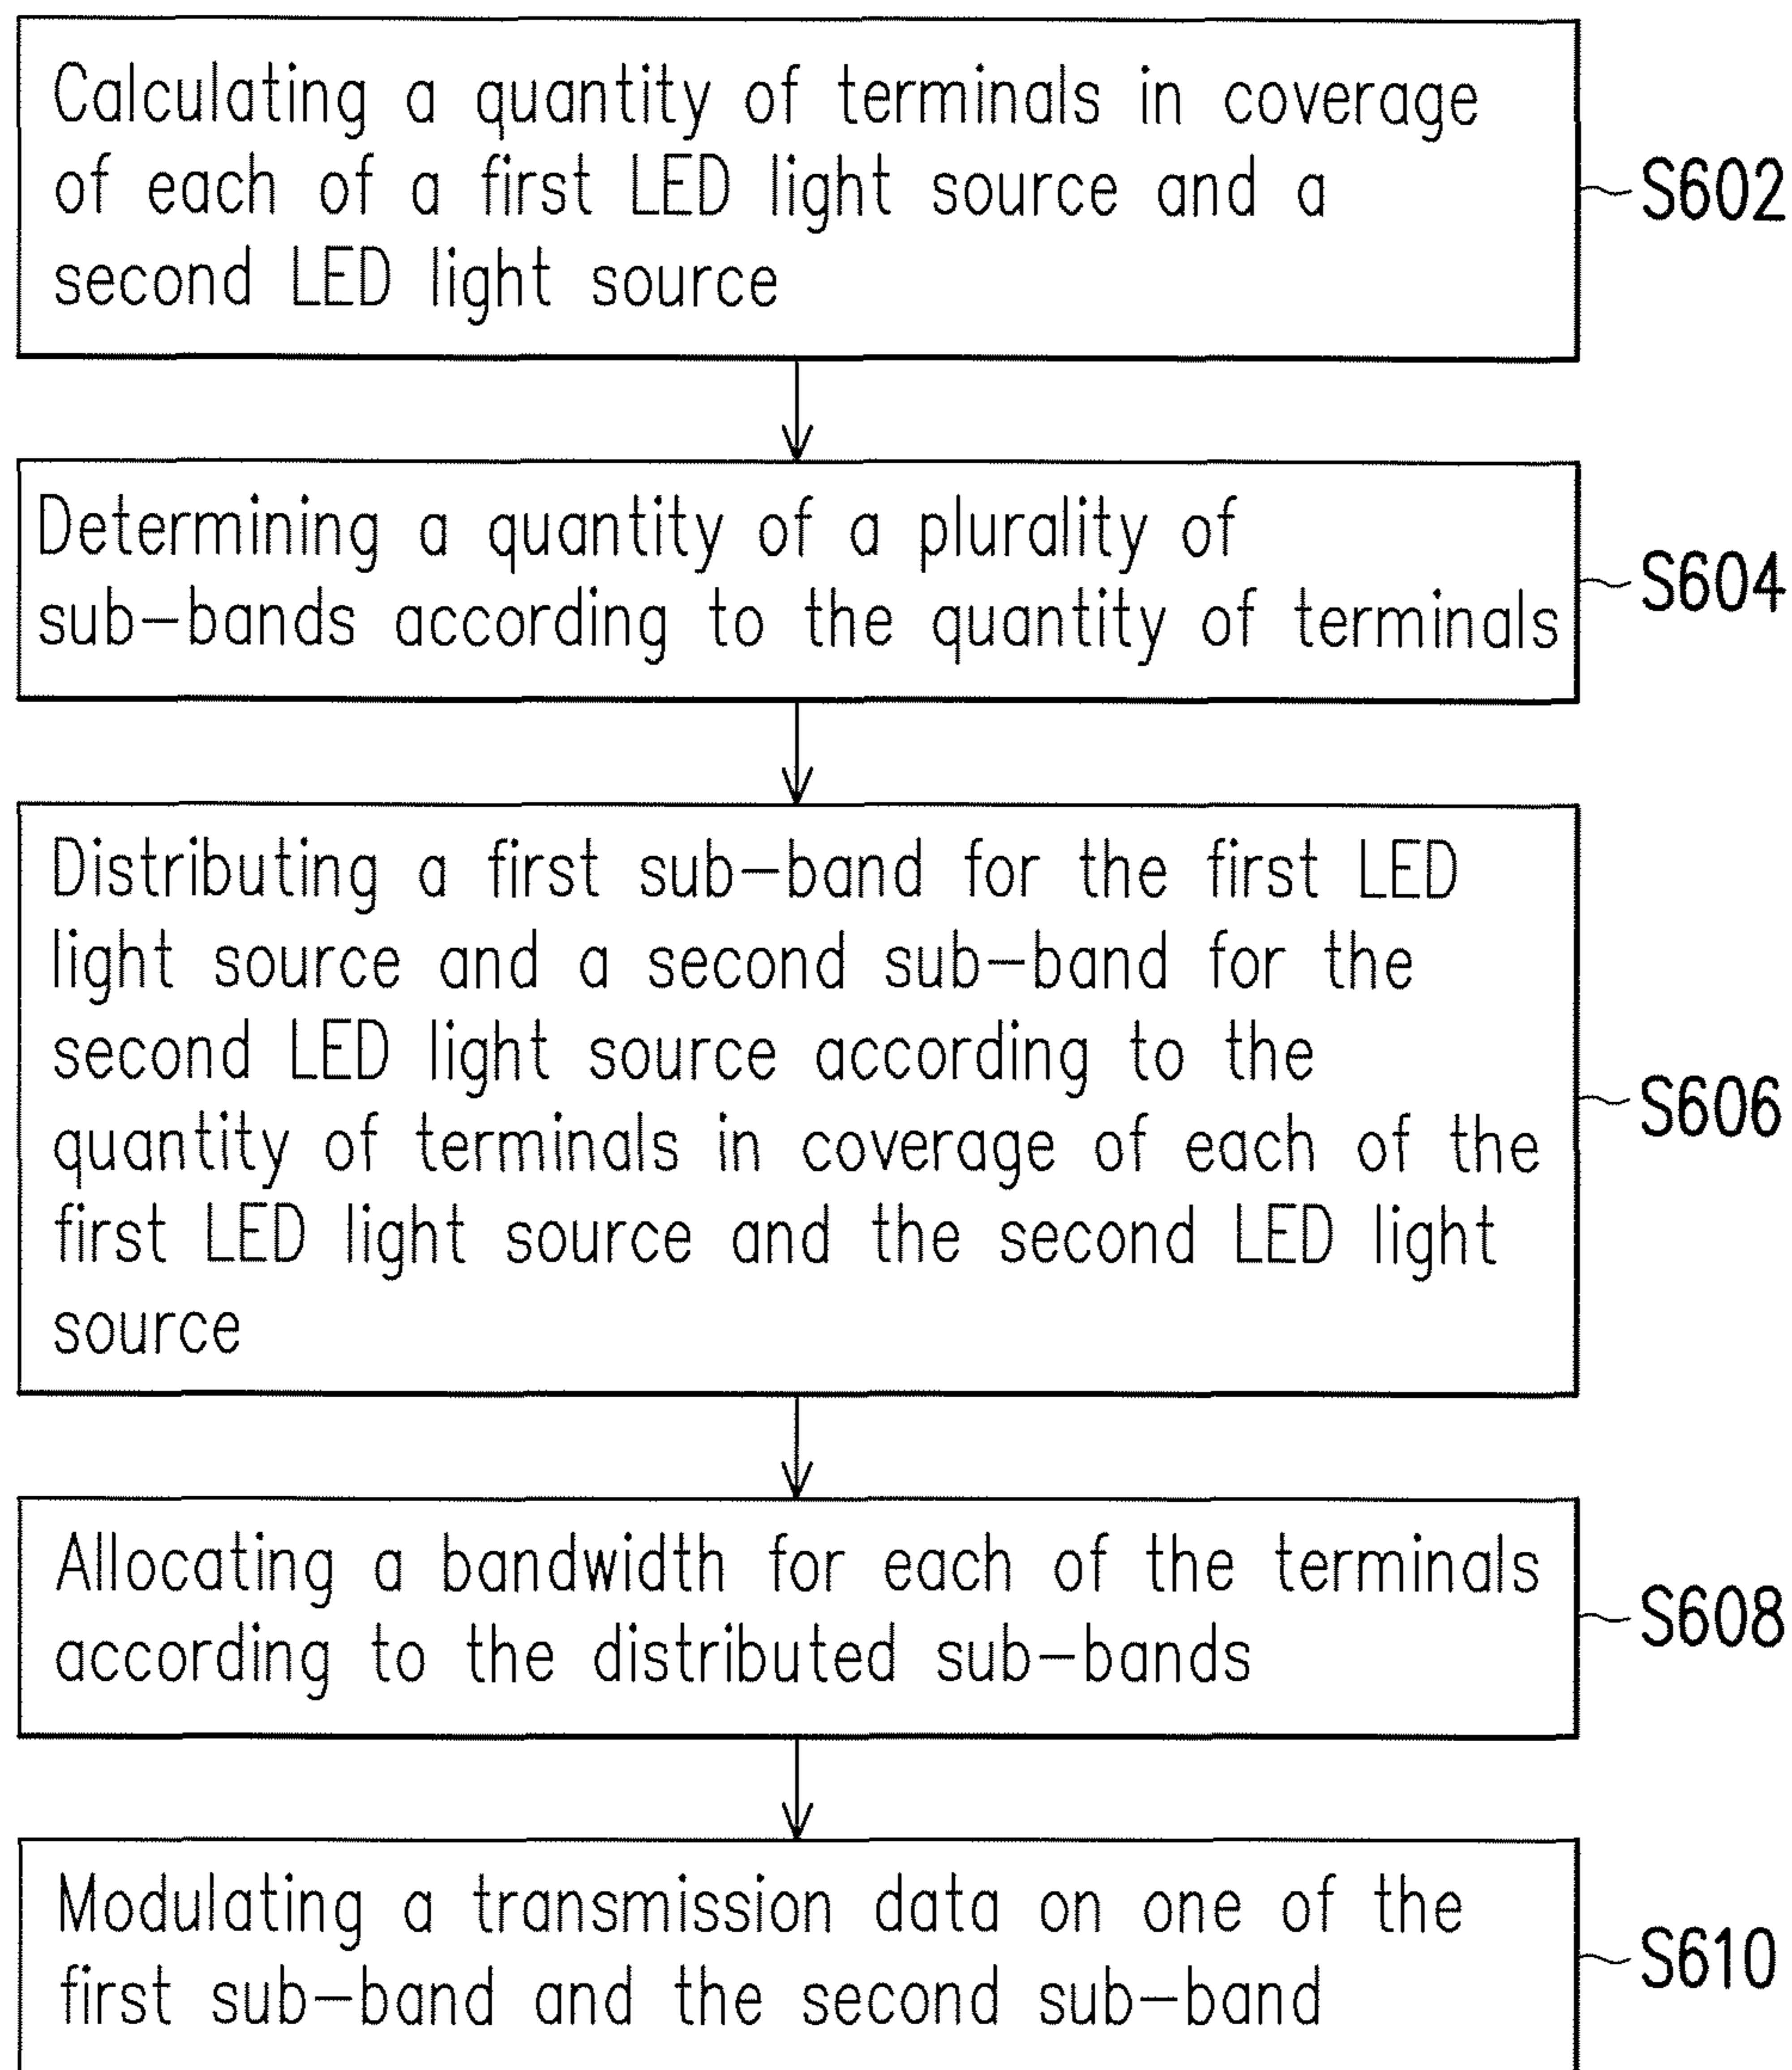 Calculating a quantity of terminals in coverage
of each of a first LED light source and a
second LED light source
S602
Determining a quantity of a plurality of
sub-bands according to the quantity of terminals
S604
Distributing a first sub-band for the first LED
light source and a second sub-band for the
second LED light source according to the
quantity of terminals in coverage of each of the
first LED light source and the second LED light
source
S606
Allocating a bandwidth for each of the terminals
according to the distributed sub-bands
S608
Modulating a transmission data on one of the
first sub-band and the second sub-band
S610